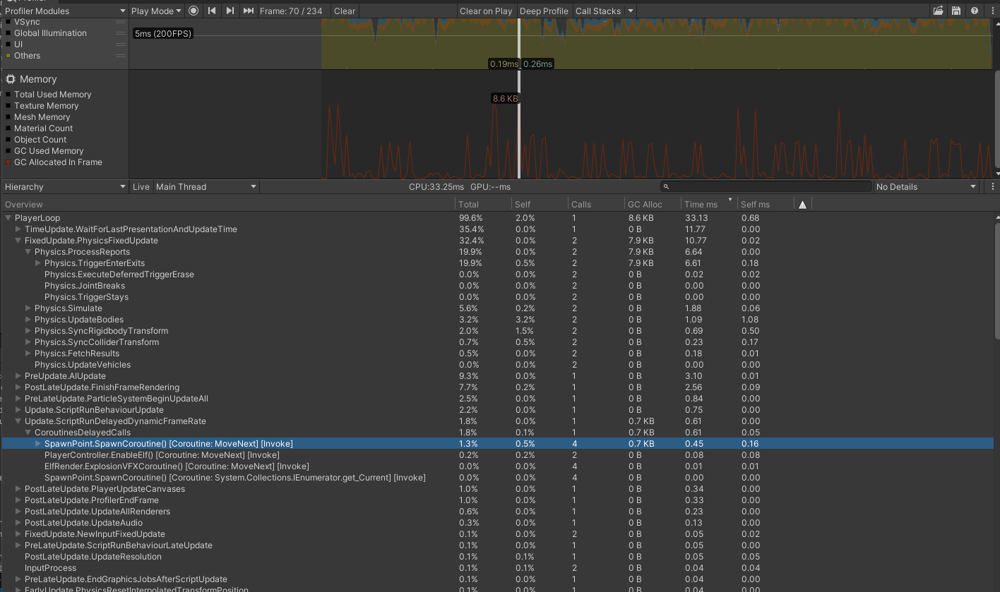 Profiler Modules Play Mode Frame: 70 / 234 Clear Clear on Play Deep Profile Call Stacks
VSync
Global Illumination
UI
Others
5ms (200FPS)
0.19ms 0.26ms
Memory
Total Used Memory
Texture Memory
Mesh Memory
Material Count
Object Count
GC Used Memory
GC Allocated In Frame
8.6 KB
Hierarchy Live Main Thread CPU:33.25ms GPU:--ms No Details
Overview Total Self Calls GC Alloc Time ms Self ms
PlayerLoop 99.6% 2.0% 1 8.6 KB 33.13 0.68
TimeUpdate.WaitForLastPresentationAndUpdateTime 35.4% 0.0% 1 0 B 11.77 0.00
FixedUpdate.PhysicsFixedUpdate 32.4% 0.0% 2 7.9 KB 10.77 0.02
Physics.ProcessReports 19.9% 0.0% 2 7.9 KB 6.64 0.00
Physics.TriggerEnterExits 19.9% 0.5% 2 7.9 KB 6.61 0.18
Physics.ExecuteDeferredTriggerErase 0.0% 0.0% 2 0 B 0.02 0.02
Physics.JointBreaks 0.0% 0.0% 2 0 B 0.00 0.00
Physics.TriggerStays 0.0% 0.0% 2 0 B 0.00 0.00
Physics.Simulate 5.6% 0.2% 2 0 B 1.88 0.06
Physics.UpdateBodies 3.2% 3.2% 2 0 B 1.09 1.08
Physics.SyncRigidbodyTransform 2.0% 1.5% 2 0 B 0.69 0.50
Physics.SyncColliderTransform 0.7% 0.5% 2 0 B 0.23 0.17
Physics.FetchResults 0.5% 0.0% 2 0 B 0.18 0.01
Physics.UpdateVehicles 0.0% 0.0% 2 0 B 0.00 0.00
PreUpdate.AIUpdate 9.3% 0.0% 1 0 B 3.10 0.01
PostLateUpdate.FinishFrameRendering 7.7% 0.2% 1 0 B 2.56 0.09
PreLateUpdate.ParticleSystemBeginUpdateAll 2.5% 0.0% 1 0 B 0.84 0.00
Update.ScriptRunBehaviourUpdate 2.2% 0.0% 1 0 B 0.75 0.00
Update.ScriptRunDelayedDynamicFrameRate 1.8% 0.0% 1 0.7 KB 0.61 0.00
CoroutinesDelayedCalls 1.8% 0.1% 1 0.7 KB 0.61 0.05
SpawnPoint.SpawnCoroutine() [Coroutine: MoveNext] [Invoke] 1.3% 0.5% 4 0.7 KB 0.45 0.16
PlayerController.EnableElf() [Coroutine: MoveNext] [Invoke] 0.2% 0.2% 2 0 B 0.08 0.08
ElfRender.ExplosionVFXCoroutine() [Coroutine: MoveNext] [Invoke] 0.0% 0.0% 4 0 B 0.01 0.01
SpawnPoint.SpawnCoroutine() [Coroutine: System.Collections.IEnumerator.get_Current] [Invoke] 0.0% 0.0% 4 0 B 0.00 0.00
PostLateUpdate.PlayerUpdateCanvases 1.0% 0.0% 1 0 B 0.34 0.00
PostLateUpdate.ProfilerEndFrame 1.0% 0.0% 1 0 B 0.33 0.00
PostLateUpdate.UpdateAllRenderers 0.6% 0.0% 1 0 B 0.23 0.00
PostLateUpdate.UpdateAudio 0.3% 0.0% 1 0 B 0.13 0.00
FixedUpdate.NewInputFixedUpdate 0.1% 0.0% 2 0 B 0.05 0.02
PreLateUpdate.ScriptRunBehaviourLateUpdate 0.1% 0.0% 1 0 B 0.05 0.00
PostLateUpdate.UpdateResolution 0.1% 0.1% 1 0 B 0.05 0.05
InputProcess 0.1% 0.1% 2 0 B 0.04 0.04
PreLateUpdate.EndGraphicsJobsAfterScriptUpdate 0.1% 0.0% 1 0 B 0.04 0.00
EarlyUpdate.PhysicsResetInterpolatedTransformPosition 0.1% 0.0% 1 0 B 0.04 0.00